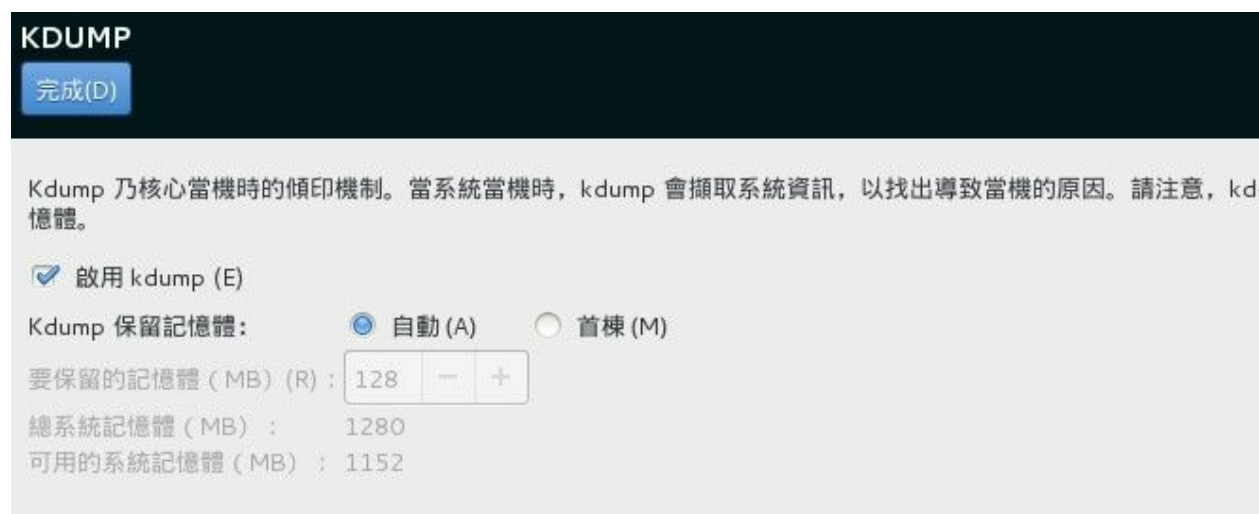 KDUMP
完成(D)
Kdump 乃核心當機時的傾印機制。當系統當機時，kdump 會擷取系統資訊，以找出導致當機的原因。請注意，kd
憶體。
啟用 kdump (E)
Kdump 保留記憶體： 自動 (A) 首棟 (M)
要保留的記憶體 ( MB) (R) : 128 − +
總系統記憶體 ( MB) : 1280
可用的系統記憶體 ( MB) : 1152